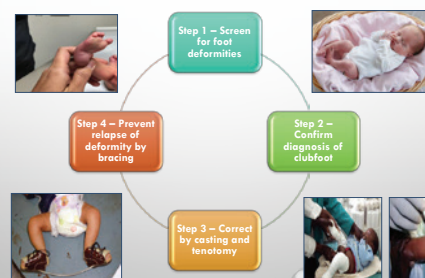 Step 1 – Screen
for foot
deformities
Step 2 –
Confirm
diagnosis of
clubfoot
Step 3 – Correct
by casting and
tenotomy
Step 4 – Prevent
relapse of
deformity by
bracing